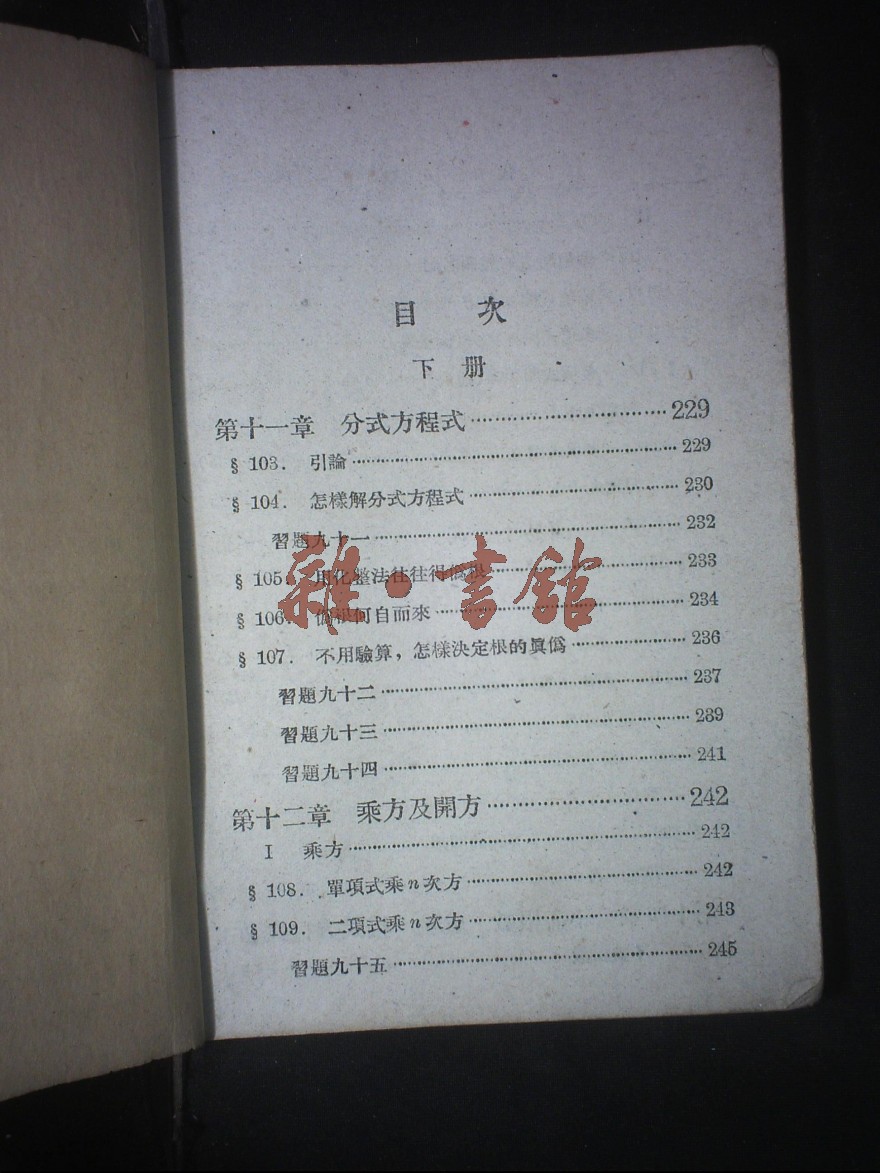 目 次
下 册
第十一章 分式方程式…………………………229
§ 103. 引論…………………………………………229
§ 104. 怎樣解分式方程式……………………………230
習題九十一…………………………………………232
§ 105. 用化整法往往得僞根…………………………233
§ 106. 僞根何自而來…………………………………234
§ 107. 不用驗算，怎樣決定根的眞僞………………236
習題九十二…………………………………………237
習題九十三…………………………………………239
習題九十四…………………………………………241
第十二章 乘方及開方…………………………242
I 乘方………………………………………………242
§ 108. 單項式乘n次方………………………………242
§ 109. 二項式乘n次方………………………………243
習題九十五…………………………………………245
雜·書館